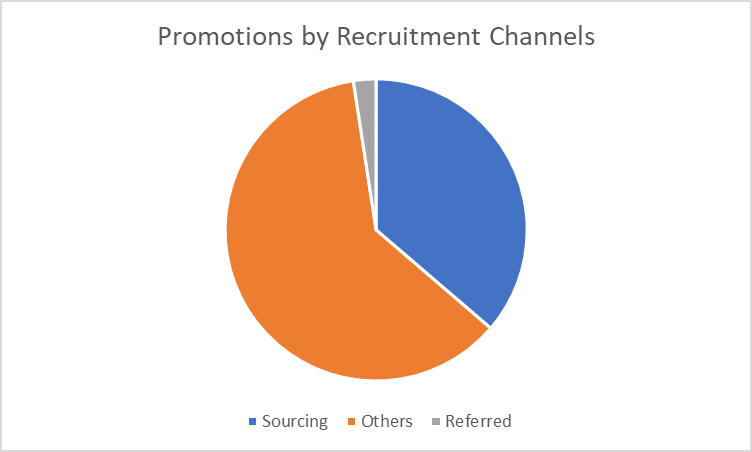 Promotions by Recruitment Channels
Sourcing Others Referred